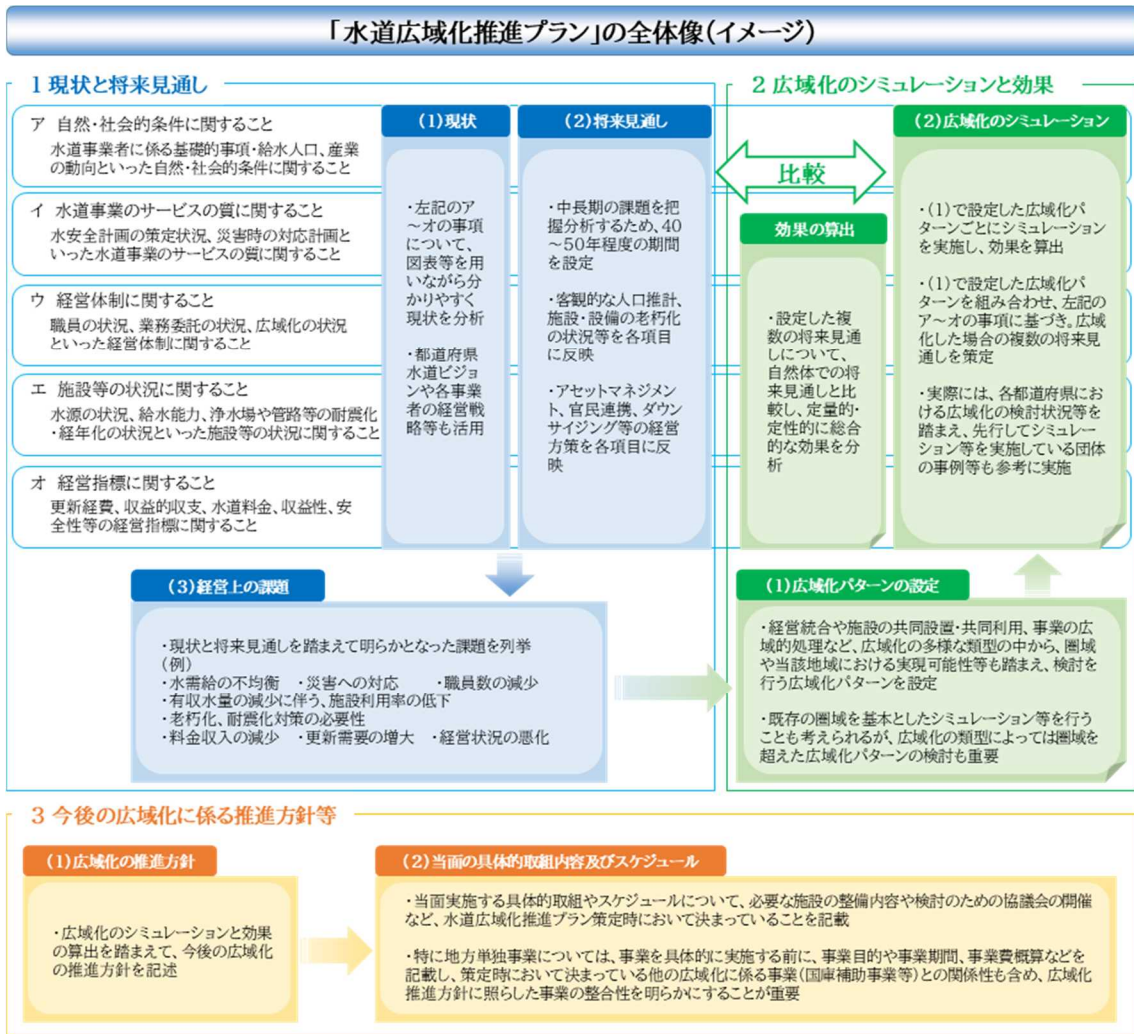 「水道広域化推進プラン」の全体像(イメージ)
1 現状と将来見通し
ア 自然・社会的条件に関すること
水道事業者に係る基礎的事項・給水人口、産業
の動向といった自然・社会的条件に関すること
イ 水道事業のサービスの質に関すること
水安全計画の策定状況、災害時の対応計画と
いった水道事業のサービスの質に関すること
ウ 経営体制に関すること
職員の状況、業務委託の状況、広域化の状況
といった経営体制に関すること
エ 施設等の状況に関すること
水源の状況、給水能力、浄水場や管路等の耐震化
・経年化の状況といった施設等の状況に関すること
オ 経営指標に関すること
更新経費、収益的収支、水道料金、収益性、安
全性等の経営指標に関すること
(1)現状
・左記のア
～オの事項
について、
図表等を用
いながら分
かりやすく
現状を分析
・都道府県
水道ビジョ
ンや各事業
者の経営戦
略等も活用
(2)将来見通し
・中長期の課題を把
握分析するため、40
～50年程度の期間
を設定
・客観的な人口推計、
施設・設備の老朽化
の状況等を各項目
に反映
・アセットマネジメン
ト、官民連携、ダウン
サイジング等の経営
方策を各項目に反
映
(3)経営上の課題
・現状と将来見通しを踏まえて明らかとなった課題を列挙
(例)
・水需給の不均衡 ・災害への対応 ・職員数の減少
・有収水量の減少に伴う、施設利用率の低下
・老朽化、耐震化対策の必要性
・料金収入の減少 ・更新需要の増大 ・経営状況の悪化
2 広域化のシミュレーションと効果
比較
効果の算出
・設定した複
数の将来見
通しについて、
自然体での将
来見通しと比
較し、定量的・
定性的に総合
的な効果を分
析
(2)広域化のシミュレーション
・(1)で設定した広域化パ
ターンごとにシミュレーション
を実施し、効果を算出
・(1)で設定した広域化パ
ターンを組み合わせ、左記の
ア～オの事項に基づき。広域
化した場合の複数の将来見
通しを策定
・実際には、各都道府県にお
ける広域化の検討状況等を
踏まえ、先行してシミュレー
ション等を実施している団体
の事例等も参考に実施
(1)広域化パターンの設定
・経営統合や施設の共同設置・共同利用、事業の広
域的処理など、広域化の多様な類型の中から、圏域
や当該地域における実現可能性等も踏まえ、検討を
行う広域化パターンを設定
・既存の圏域を基本としたシミュレーション等を行う
ことも考えられるが、広域化の類型によっては圏域を
超えた広域化パターンの検討も重要
3 今後の広域化に係る推進方針等
(1)広域化の推進方針
・広域化のシミュレーションと効果
の算出を踏まえて、今後の広域化
の推進方針を記述
(2)当面の具体的取組内容及びスケジュール
・当面実施する具体的取組やスケジュールについて、必要な施設の整備内容や検討のための協議会の開催
など、水道広域化推進プラン策定時において決まっていることを記載
・特に地方単独事業については、事業を具体的に実施する前に、事業目的や事業期間、事業費概算などを
記載し、策定時において決まっている他の広域化に係る事業(国庫補助事業等)との関係性も含め、広域化
推進方針に照らした事業の整合性を明らかにすることが重要